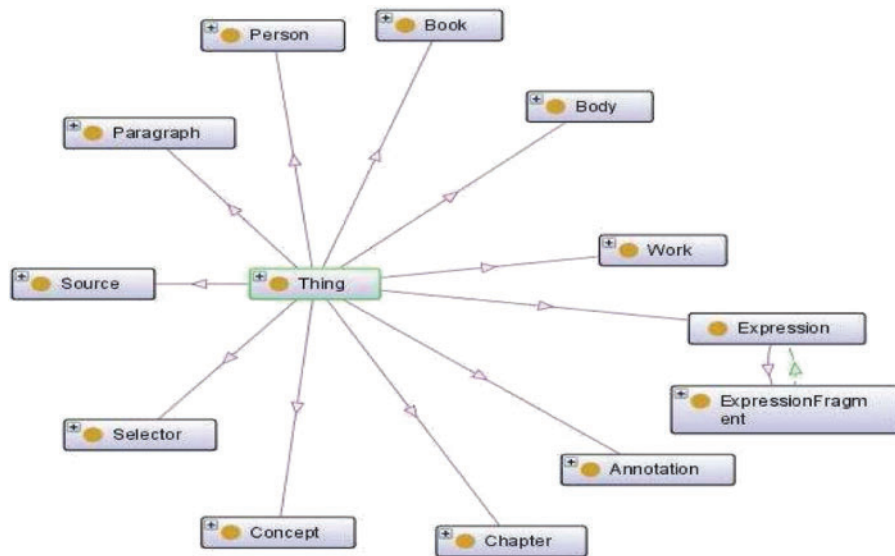 Person
Book
Body
Paragraph
Work
Source
Thing
Expression
ExpressionFragm
ent
Selector
Annotation
Concept
Chapter